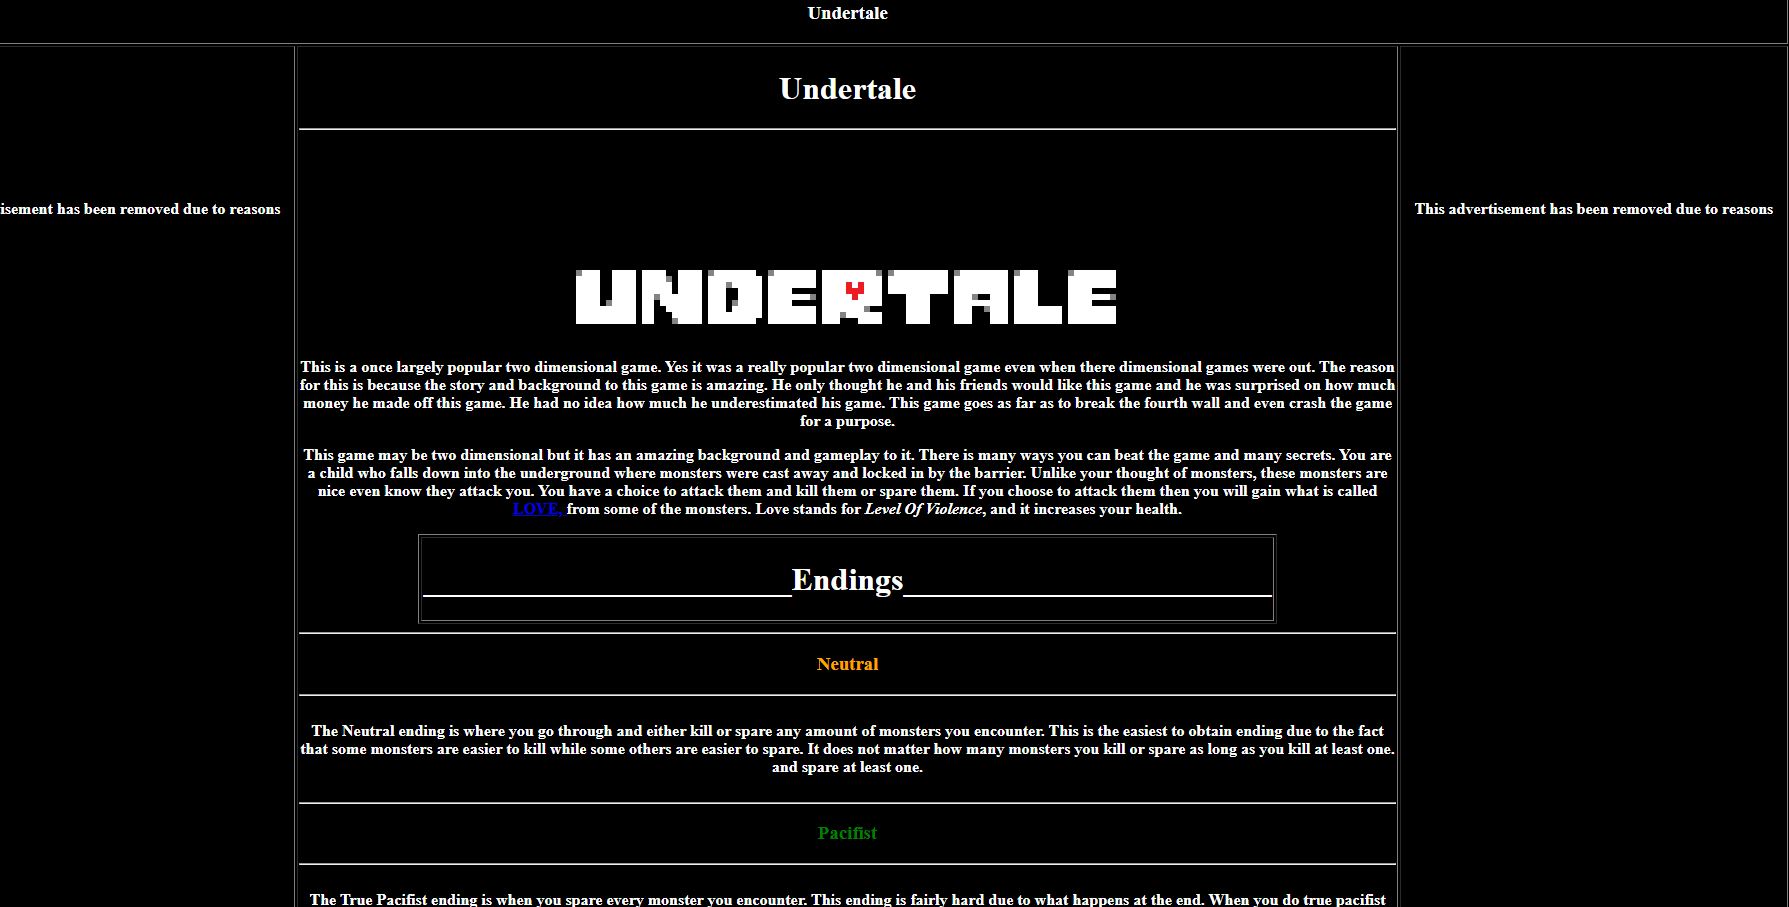 Undertale
Undertale
isement has been removed due to reasons
This advertisement has been removed due to reasons
UNDERTALE
This is a once largely popular two dimensional game. Yes it was a really popular two dimensional game even when there dimensional games were out. The reason
for this is because the story and background to this game is amazing. He only thought he and his friends would like this game and he was surprised on how much
money he made off this game. He had no idea how much he underestimated his game. This game goes as far as to break the fourth wall and even crash the game
for a purpose.
This game may be two dimensional but it has an amazing background and gameplay to it. There is many ways you can beat the game and many secrets. You are
a child who falls down into the underground where monsters were cast away and locked in by the barrier. Unlike your thought of monsters, these monsters are
nice even know they attack you. You have a choice to attack them and kill them or spare them. If you choose to attack them then you will gain what is called
LOVE, from some of the monsters. Love stands for Level Of Violence, and it increases your health.
Endings
Neutral
The Neutral ending is where you go through and either kill or spare any amount of monsters you encounter. This is the easiest to obtain ending due to the fact
that some monsters are easier to kill while some others are easier to spare. It does not matter how many monsters you kill or spare as long as you kill at least one.
and spare at least one.
Pacifist
The True Pacifist ending is when you spare every monster you encounter. This ending is fairly hard due to what happens at the end. When you do true pacifist